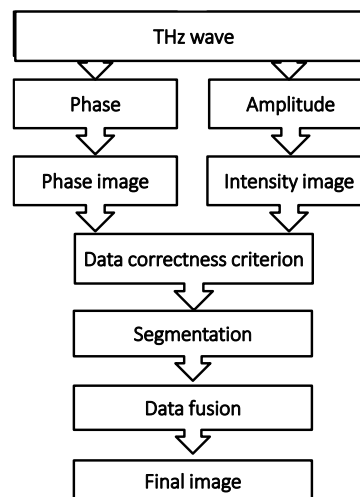 THz wave
Phase
Amplitude
Phase image
Intensity image
Data correctness criterion
Segmentation
Data fusion
Final image